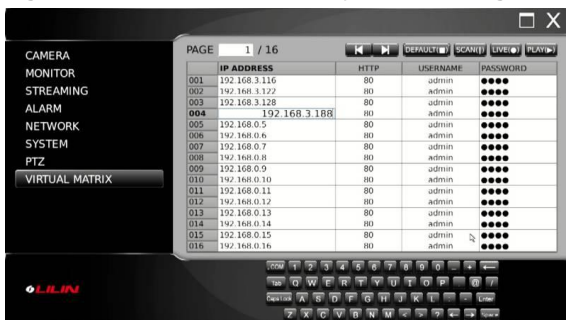 X
PAGE 1 / 16 DEFAULT(■) SCAN(‖) LIVE(●) PLAY(▶)
CAMERA
MONITOR
STREAMING
ALARM
NETWORK
SYSTEM
PTZ
VIRTUAL MATRIX
IP ADDRESS HTTP USERNAME PASSWORD
001 192.168.3.116 80 admin ●●●●
002 192.168.3.122 80 admin ●●●●
003 192.168.3.128 80 admin ●●●●
004 192.168.3.188 80 admin ●●●●
005 192.168.0.5 80 admin ●●●●
006 192.168.0.6 80 admin ●●●●
007 192.168.0.7 80 admin ●●●●
008 192.168.0.8 80 admin ●●●●
009 192.168.0.9 80 admin ●●●●
010 192.168.0.10 80 admin ●●●●
011 192.168.0.11 80 admin ●●●●
012 192.168.0.12 80 admin ●●●●
013 192.168.0.13 80 admin ●●●●
014 192.168.0.14 80 admin ●●●●
015 192.168.0.15 80 admin ●●●●
016 192.168.0.16 80 admin ●●●●
.COM 1 2 3 4 5 6 7 8 9 0 _ + ←
Tab Q W E R T Y U I O P @ /
Caps Lock A S D F G H J K L - Enter
Z X C V B N M < > ? ← → Space
LILIN